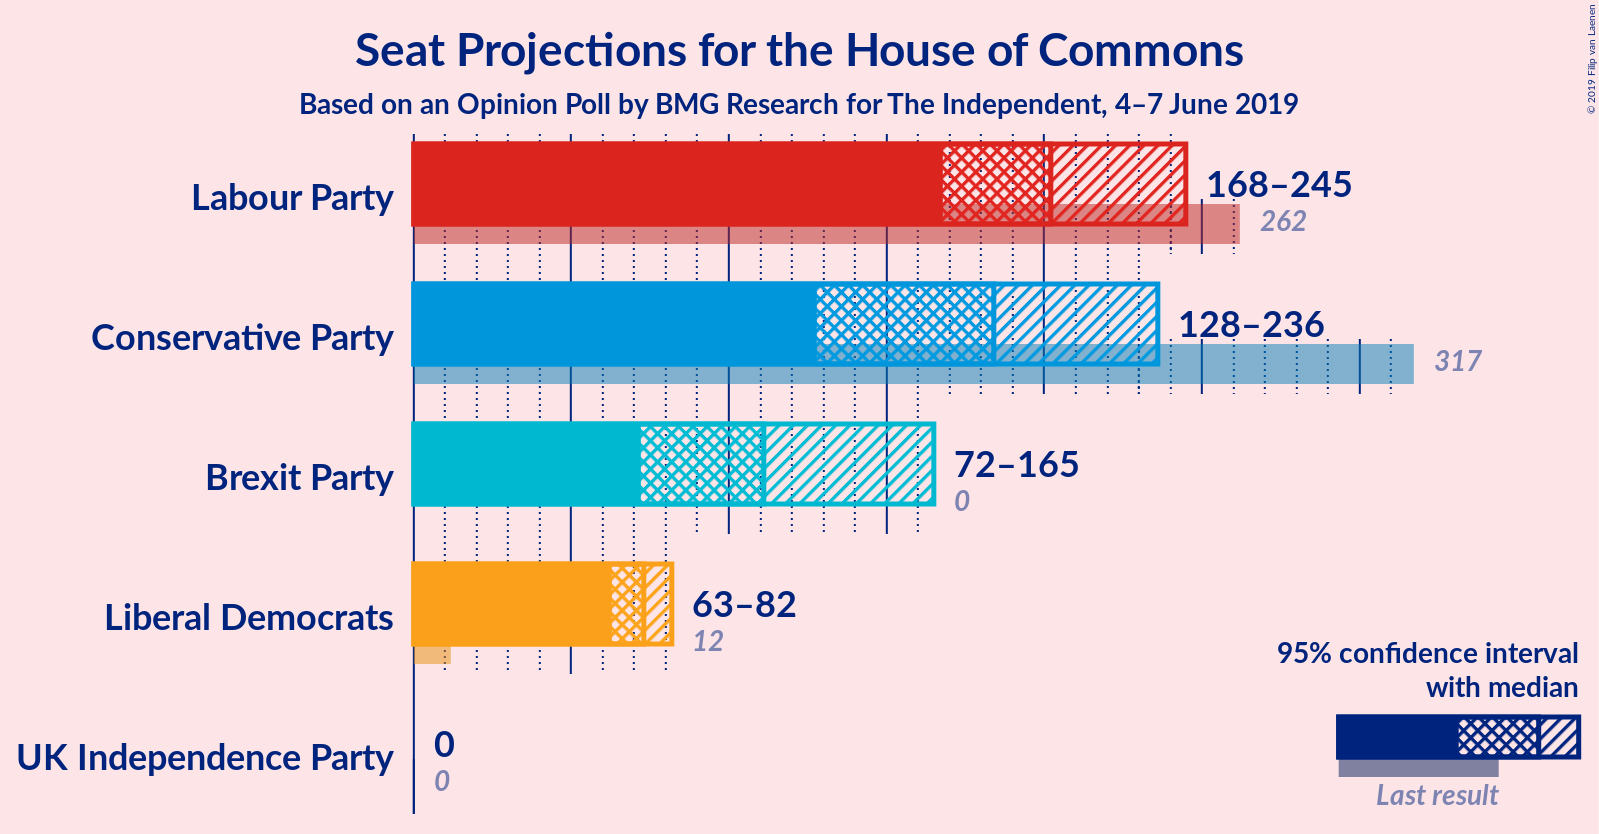 Seat Projections for the House of Commons
Based on an Opinion Poll by BMG Research for The Independent, 4–7 June 2019
© 2019 Filip van Laenen
Labour Party
168–245
262
Conservative Party
128–236
317
Brexit Party
72–165
0
Liberal Democrats
63–82
12
UK Independence Party
0
0
95% confidence interval
with median
Last result